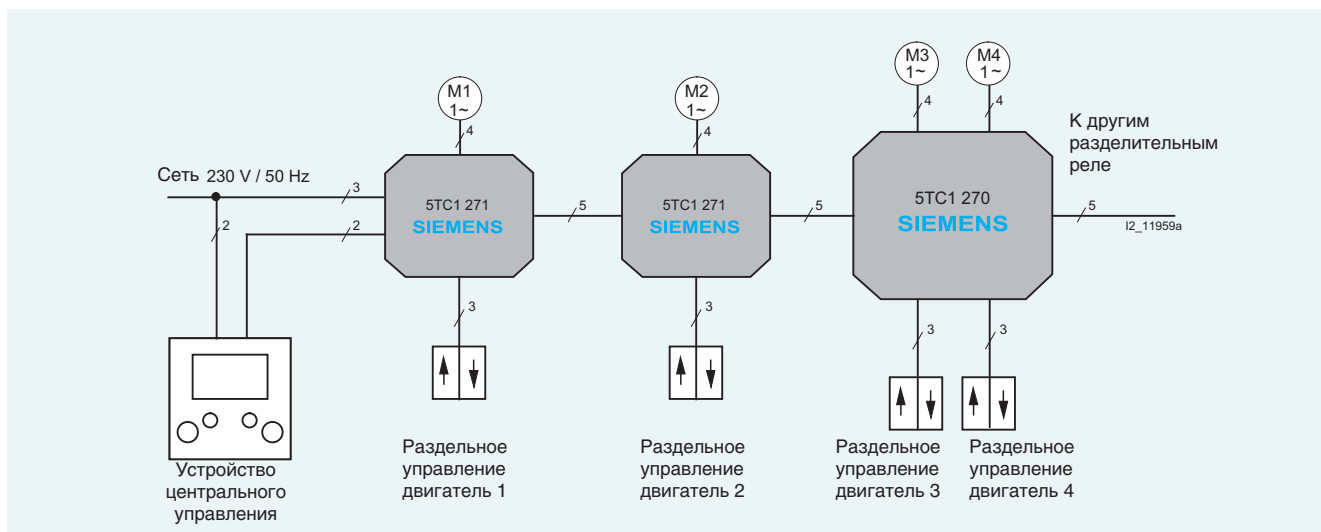 M1
1~
4
M2
1~
4
M3
1~
4
M4
1~
4
К другим
разделительным
реле
Сеть 230 V / 50 Hz
3
2
2
5TC1 271
SIEMENS
5
5TC1 271
SIEMENS
5
5TC1 270
SIEMENS
5
I2_11959a
3
3
3
3
Устройство
центрального
управления
Раздельное
управление
двигатель 1
Раздельное
управление
двигатель 2
Раздельное
управление
двигатель 3
Раздельное
управление
двигатель 4